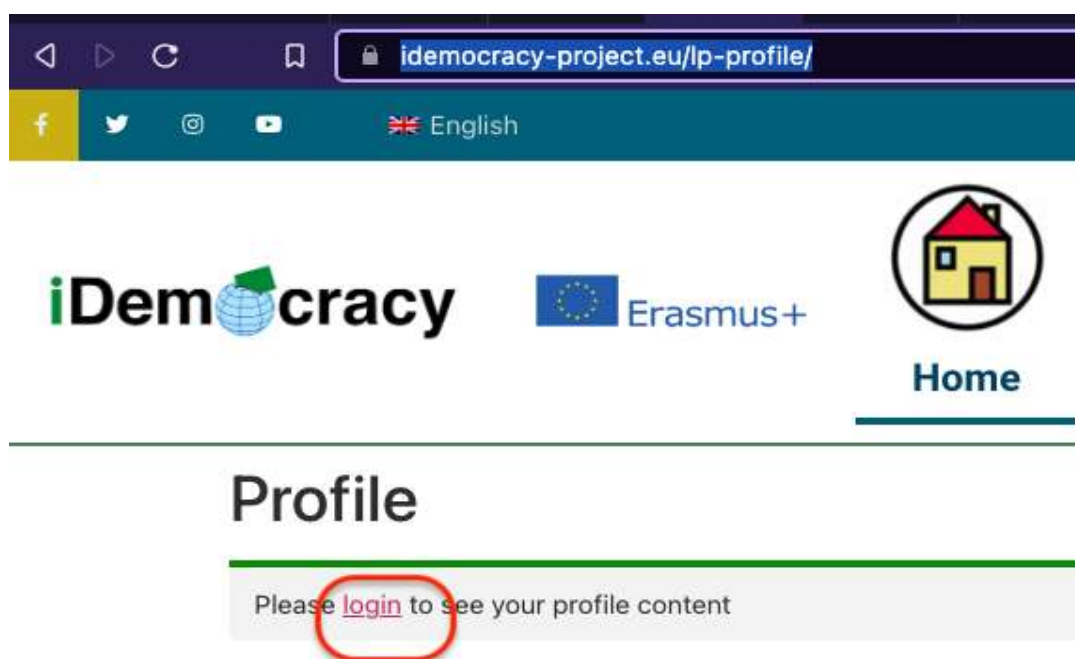 idemocracy-project.eu/lp-profile/
English
iDemocracy
Erasmus+
Home
Profile
Please login to see your profile content